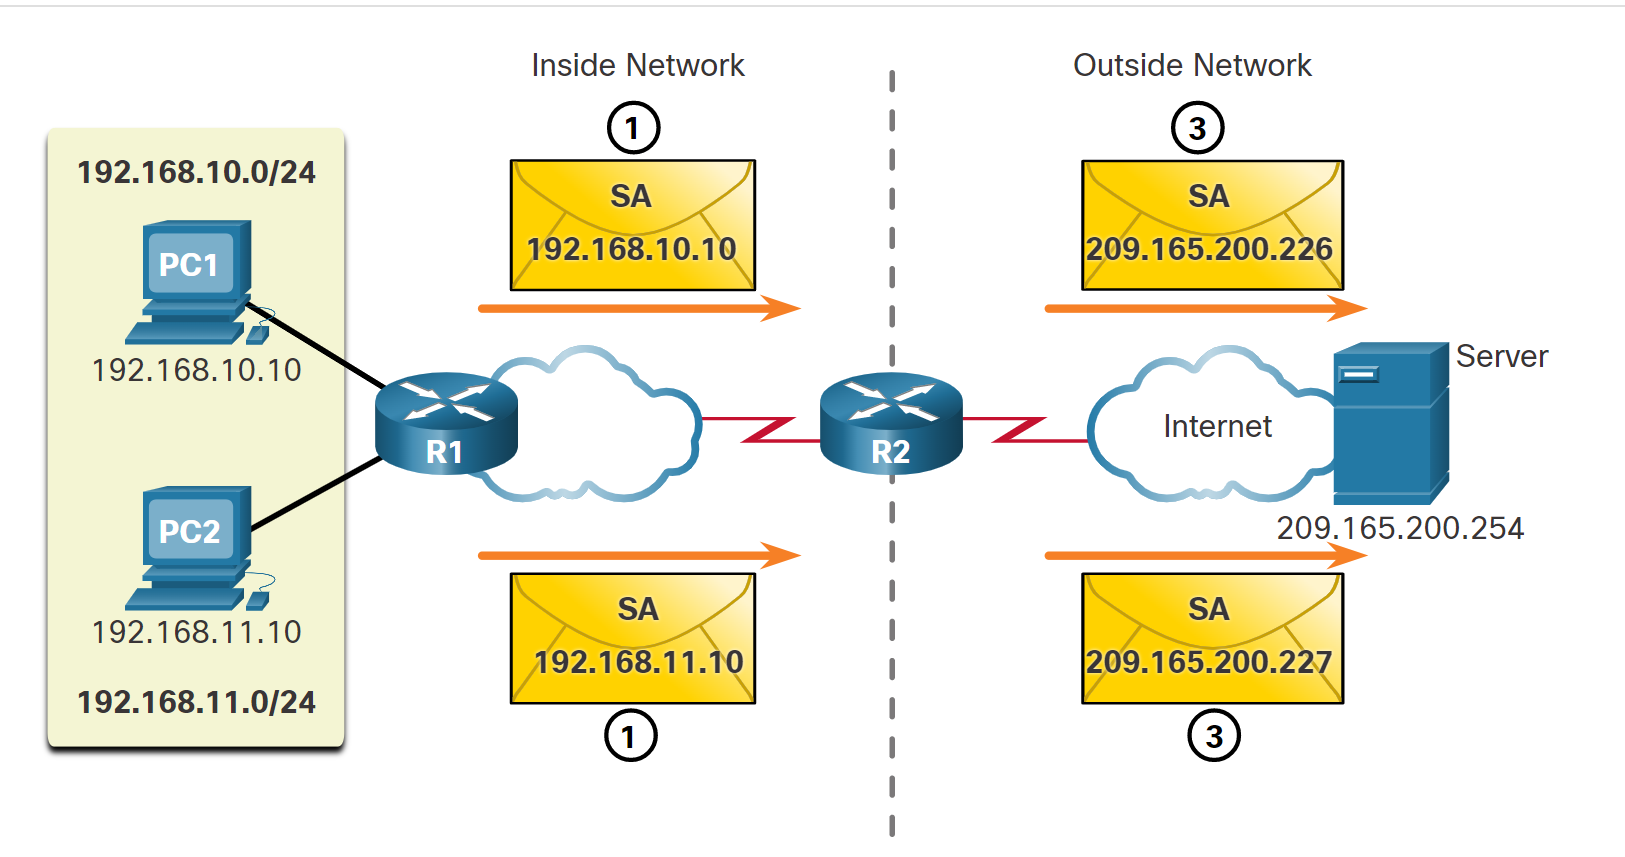 Inside Network
Outside Network
1
3
192.168.10.0/24
SA
192.168.10.10
SA
209.165.200.226
PC1
192.168.10.10
R1
R2
Internet
Server
209.165.200.254
PC2
192.168.11.10
192.168.11.0/24
SA
192.168.11.10
SA
209.165.200.227
1
3